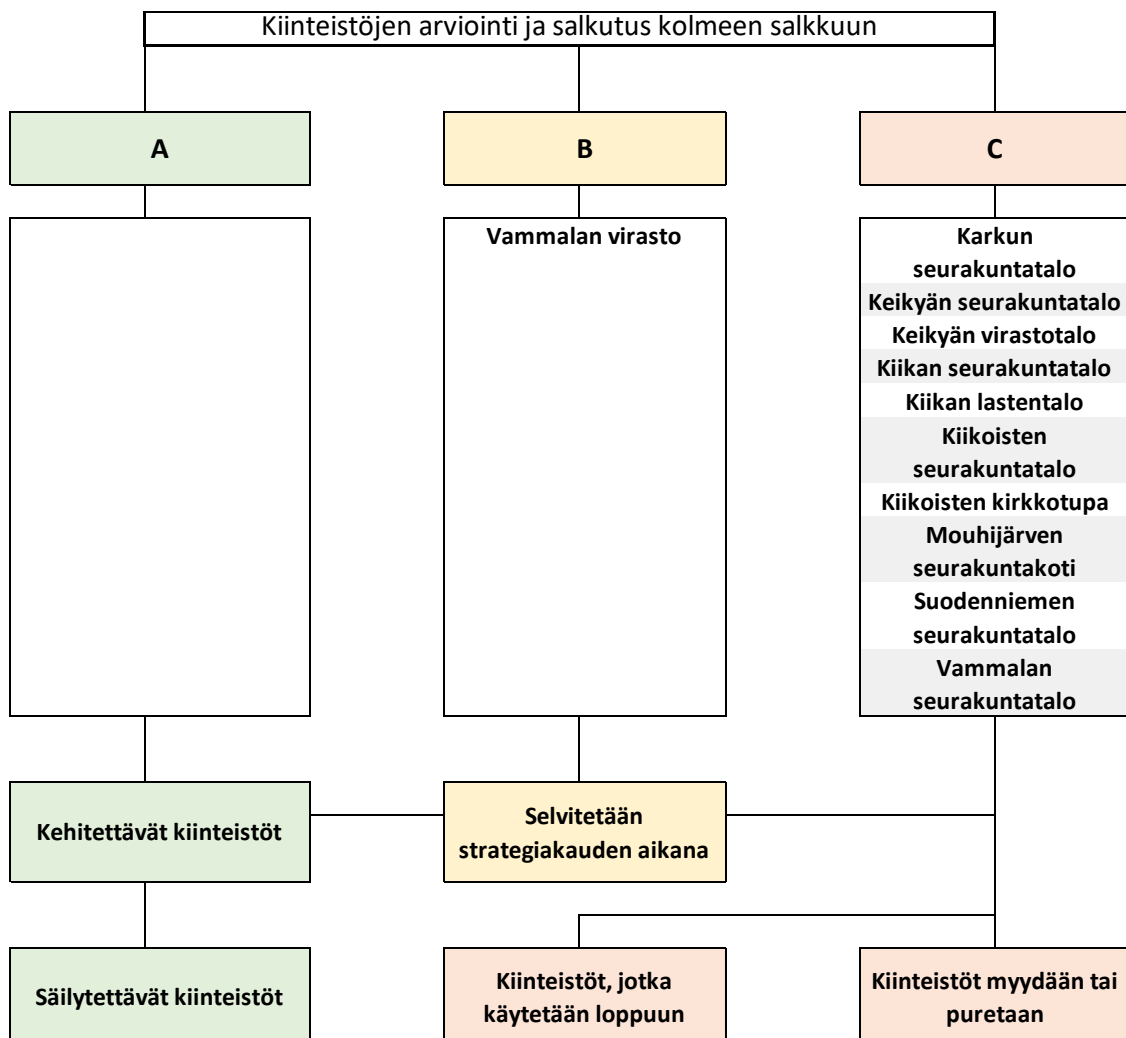 Kiinteistöjen arviointi ja salkutus kolmeen salkkuun
A
B
C
Vammalan virasto
Karkun
seurakuntatalo
Keikyän seurakuntatalo
Keikyän virastotalo
Kiikan seurakuntatalo
Kiikan lastentalo
Kiikoisten
seurakuntatalo
Kiikoisten kirkkotupa
Mouhijärven
seurakuntakoti
Suodenniemen
seurakuntatalo
Vammalan
seurakuntatalo
Kehitettävät kiinteistöt
Selvitetään
strategiakauden aikana
Säilytettävät kiinteistöt
Kiinteistöt, jotka
käytetään loppuun
Kiinteistöt myydään tai
puretaan